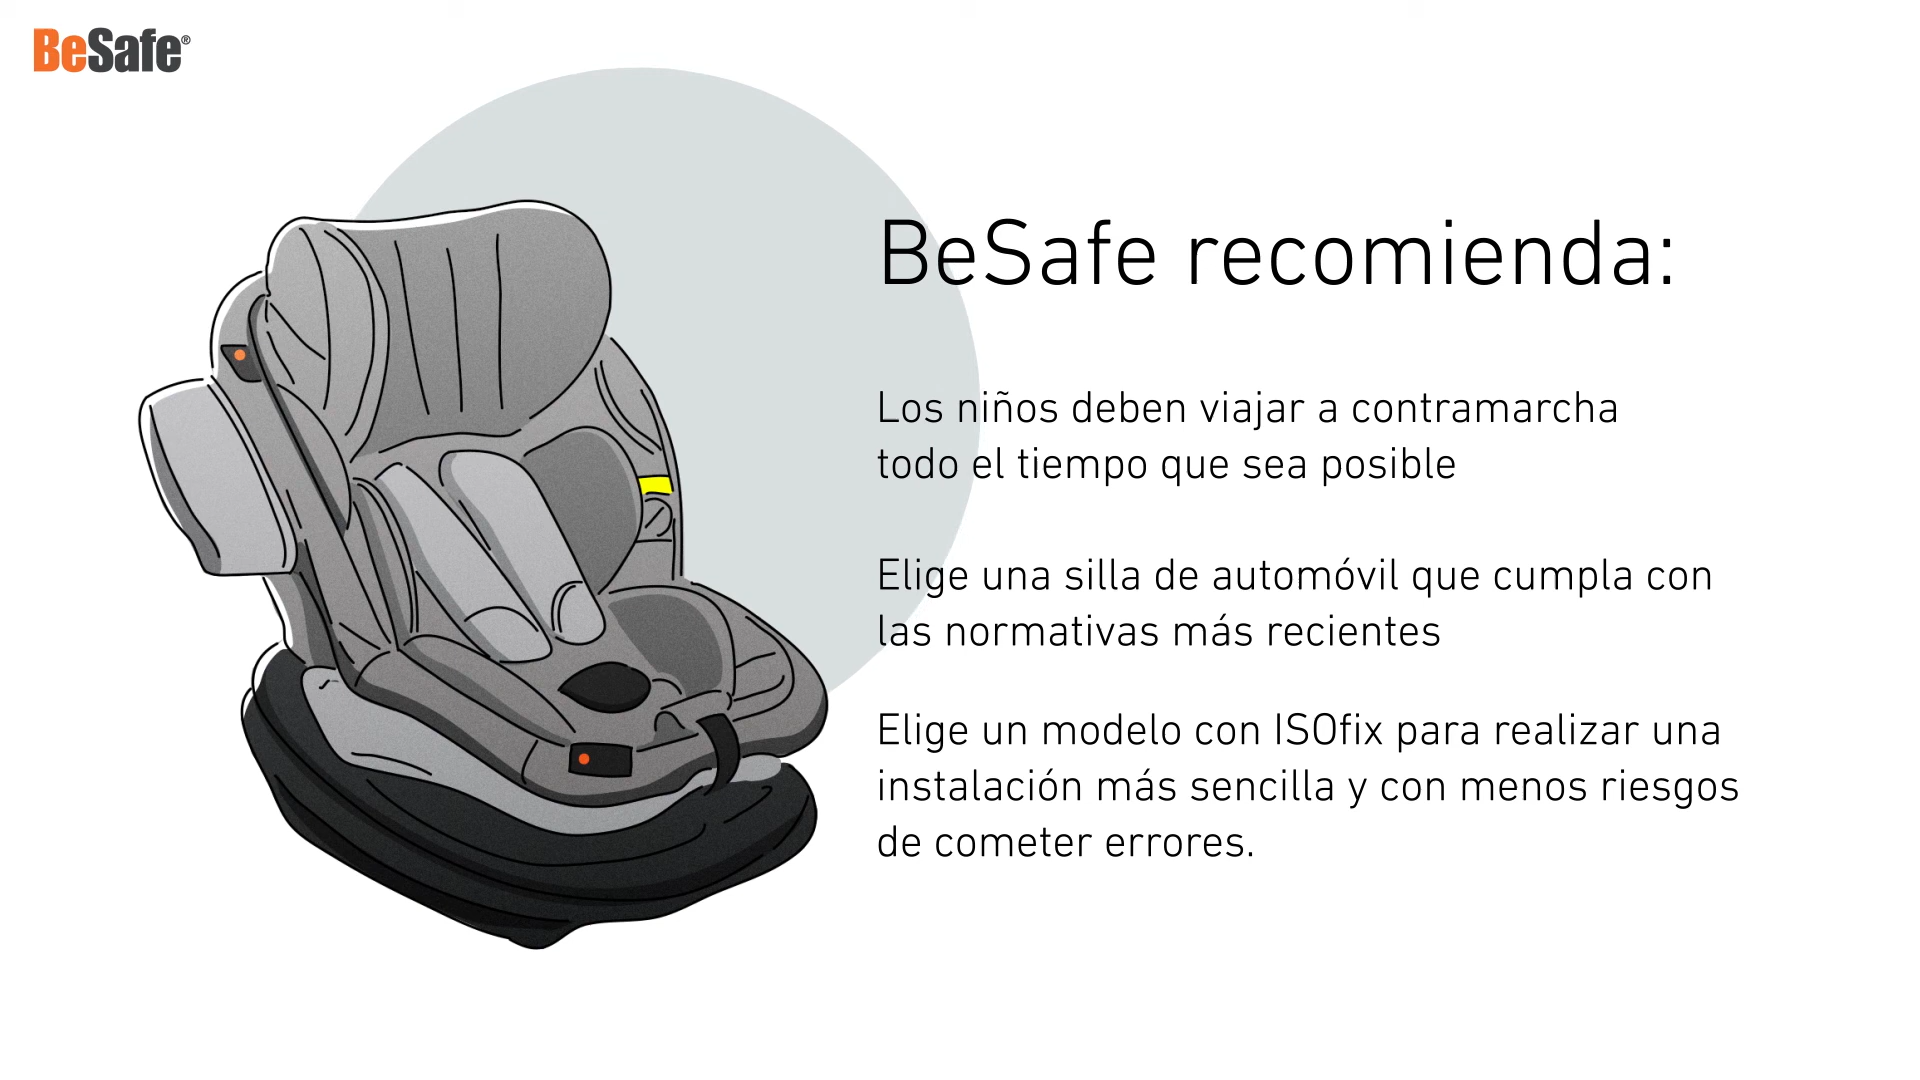 BeSafe®
BeSafe recomienda:
Los niños deben viajar a contramarcha
todo el tiempo que sea posible
Elige una silla de automóvil que cumpla con
las normativas más recientes
Elige un modelo con ISOfix para realizar una
instalación más sencilla y con menos riesgos
de cometer errores.